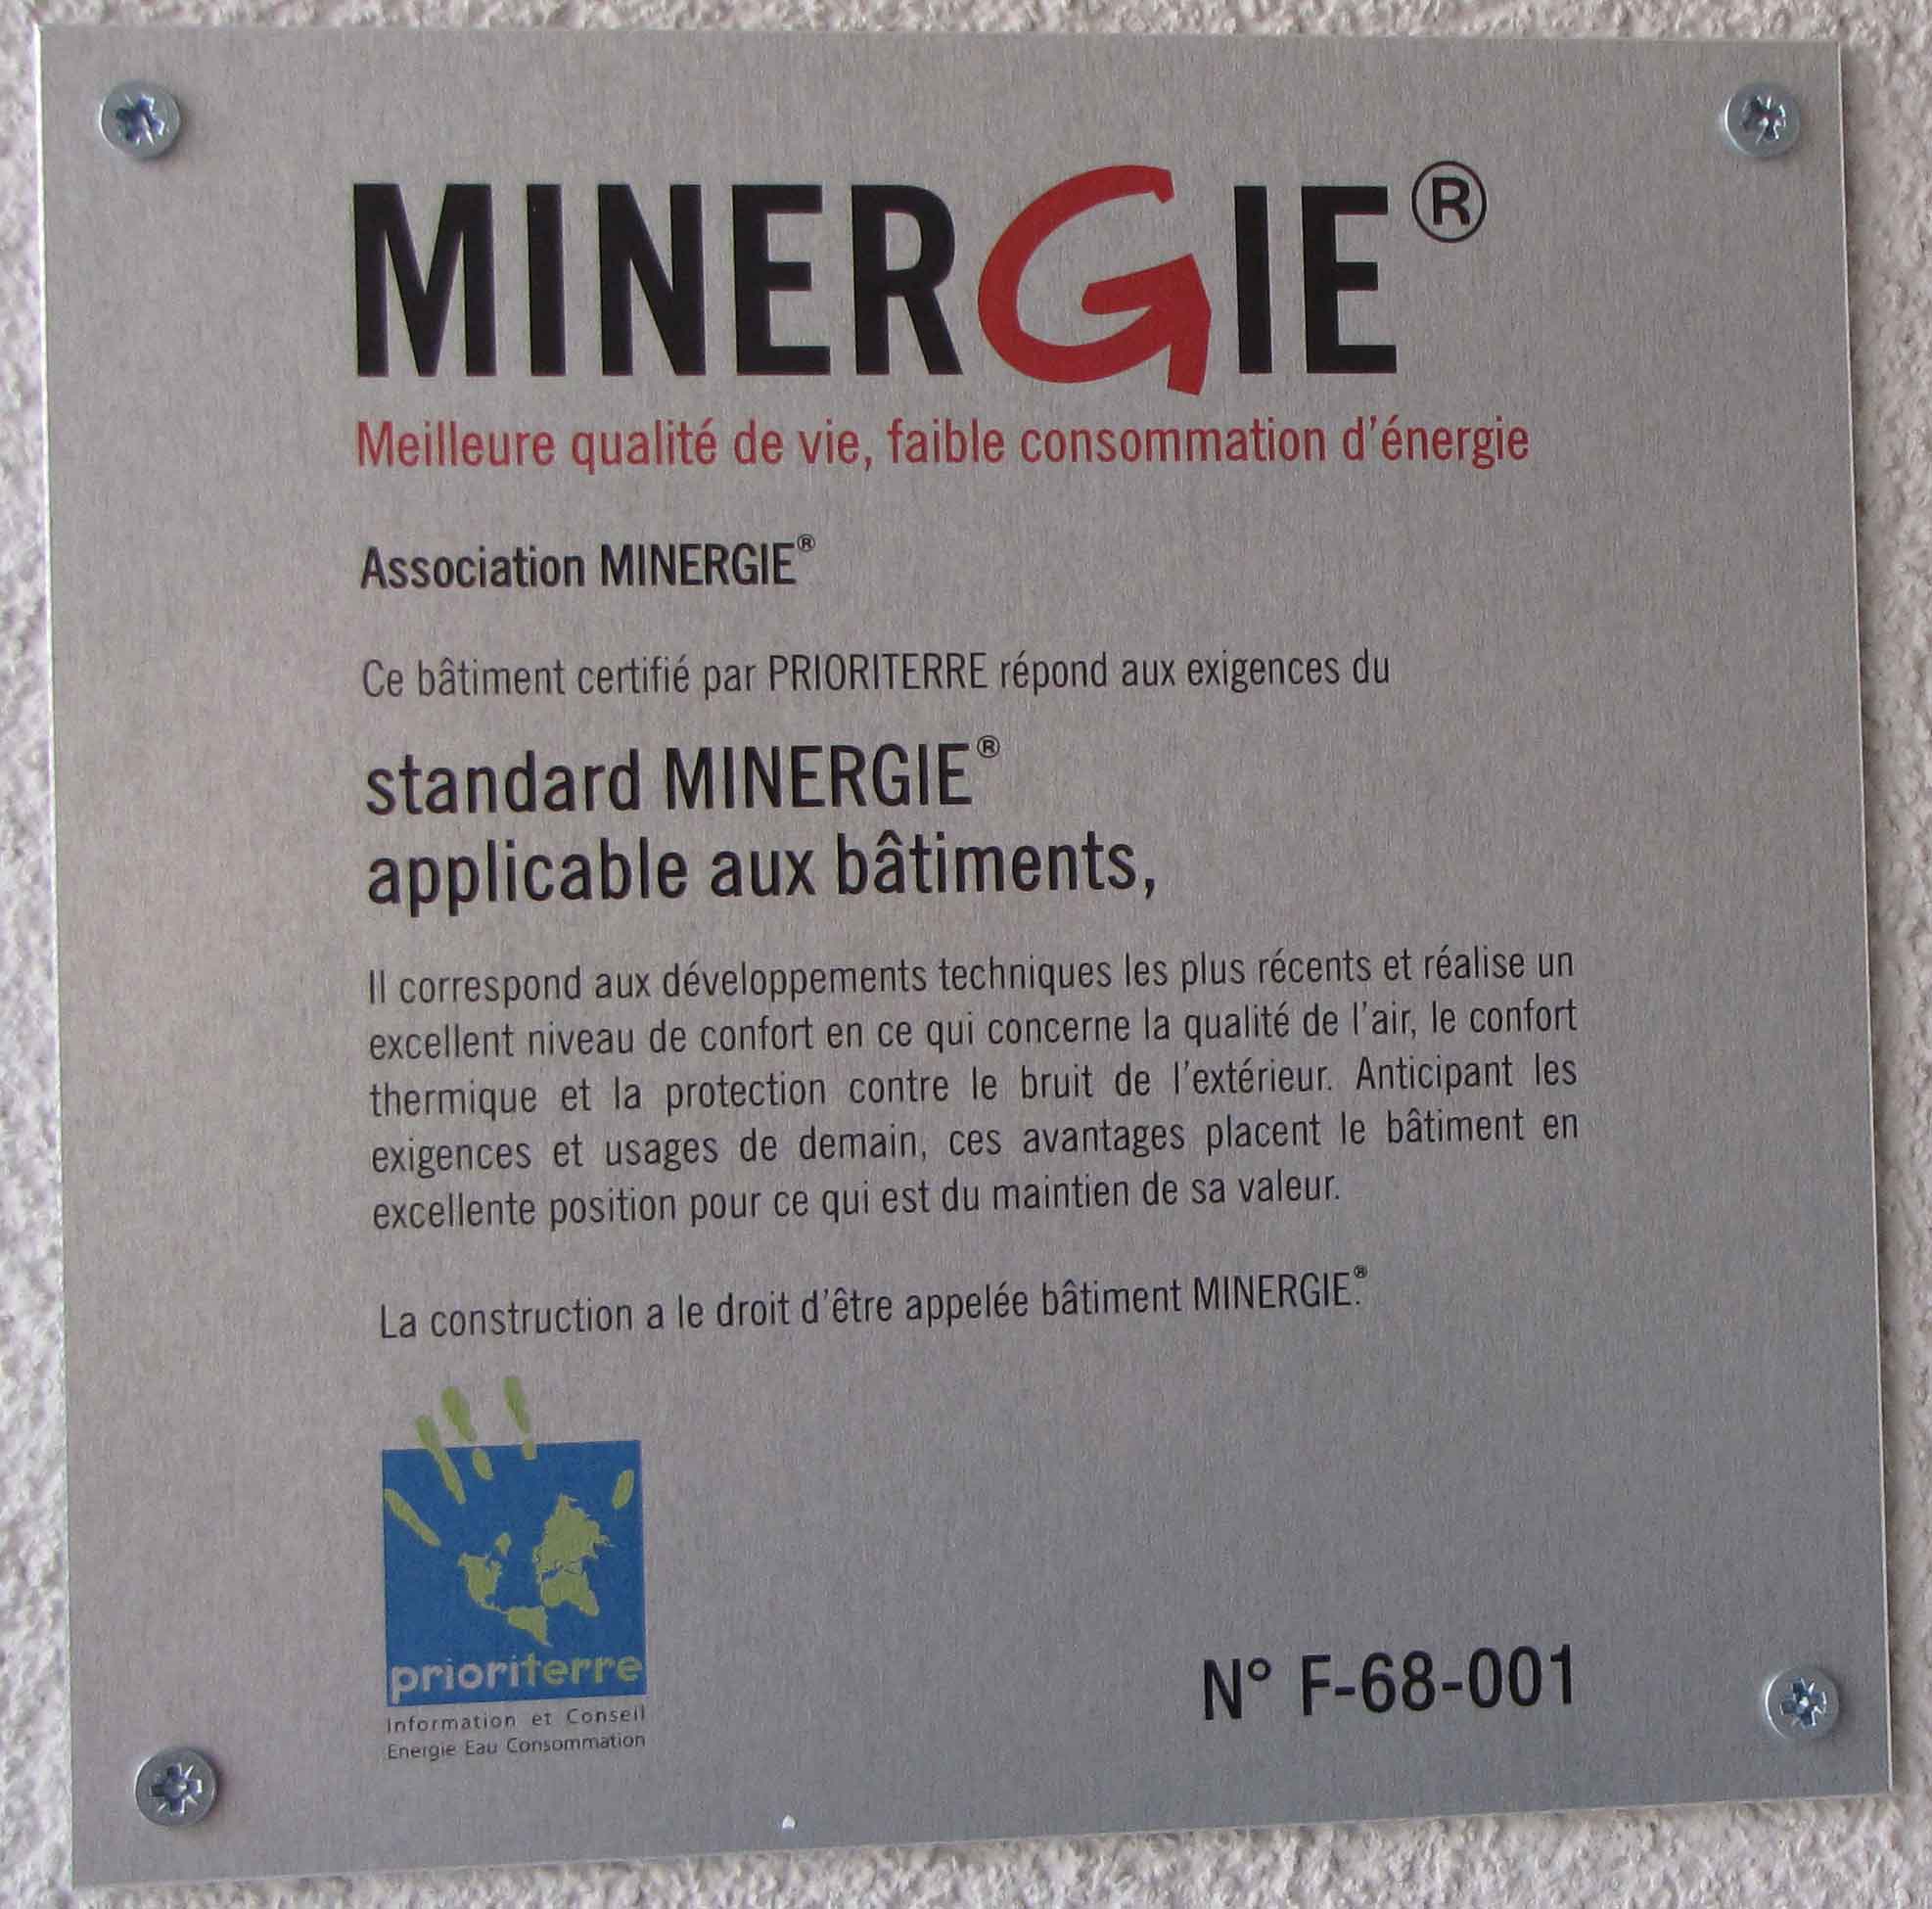 MINERGIE®
Meilleure qualité de vie, faible consommation d'énergie
Association MINERGIE®
Ce bâtiment certifié par PRIORITERRE répond aux exigences du
standard MINERGIE®
applicable aux bâtiments,
Il correspond aux développements techniques les plus récents et réalise un
excellent niveau de confort en ce qui concerne la qualité de l'air, le confort
thermique et la protection contre le bruit de l'extérieur. Anticipant les
exigences et usages de demain, ces avantages placent le bâtiment en
excellente position pour ce qui est du maintien de sa valeur.
La construction a le droit d'être appelée bâtiment MINERGIE®.
prioriterre
Information et Conseil
Energie Eau Consommation
N° F-68-001